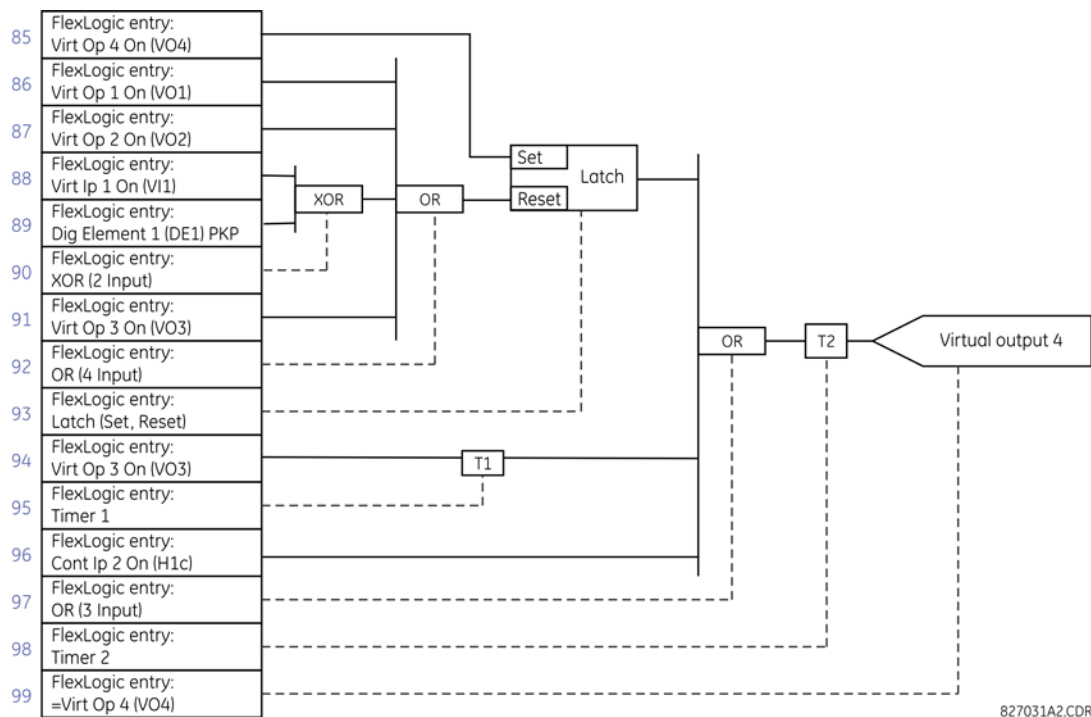 85
FlexLogic entry:
Virt Op 4 On (VO4)
86
FlexLogic entry:
Virt Op 1 On (VO1)
87
FlexLogic entry:
Virt Op 2 On (VO2)
88
FlexLogic entry:
Virt Ip 1 On (VI1)
89
FlexLogic entry:
Dig Element 1 (DE1) PKP
90
FlexLogic entry:
XOR (2 Input)
91
FlexLogic entry:
Virt Op 3 On (VO3)
92
FlexLogic entry:
OR (4 Input)
93
FlexLogic entry:
Latch (Set, Reset)
94
FlexLogic entry:
Virt Op 3 On (VO3)
95
FlexLogic entry:
Timer 1
96
FlexLogic entry:
Cont Ip 2 On (H1c)
97
FlexLogic entry:
OR (3 Input)
98
FlexLogic entry:
Timer 2
99
FlexLogic entry:
=Virt Op 4 (VO4)
XOR
OR
Set
Latch
Reset
T1
OR
T2
Virtual output 4
827031A2.CDR